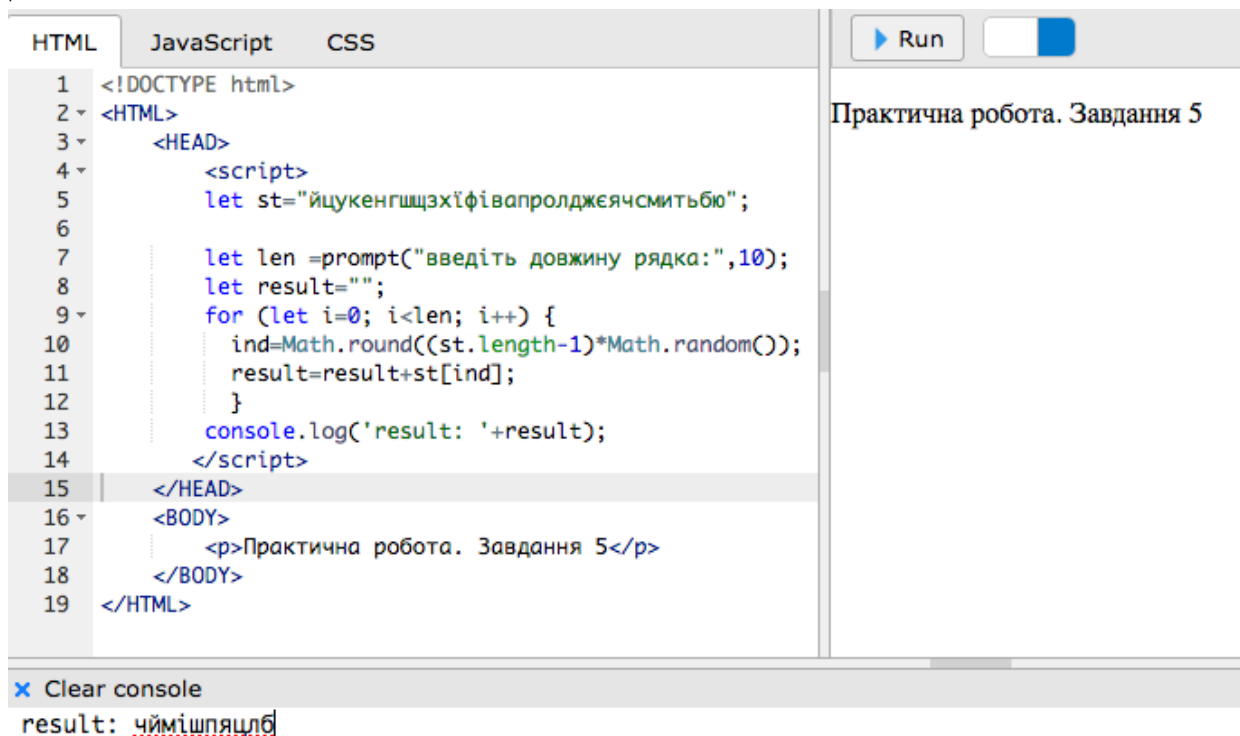 HTML JavaScript CSS
Run
1 <!DOCTYPE html>
2 <HTML>
3 <HEAD>
4 <script>
5 let st="йцукенгшщзхїфівапролджєячсмитьбю";
6
7 let len =prompt("введіть довжину рядка:",10);
8 let result="";
9 for (let i=0; i<len; i++) {
10 ind=Math.round((st.length-1)*Math.random());
11 result=result+st[ind];
12 }
13 console.log('result: '+result);
14 </script>
15 </HEAD>
16 <BODY>
17 <p>Практична робота. Завдання 5</p>
18 </BODY>
19 </HTML>
Практична робота. Завдання 5
× Clear console
result: чймішпяцлб